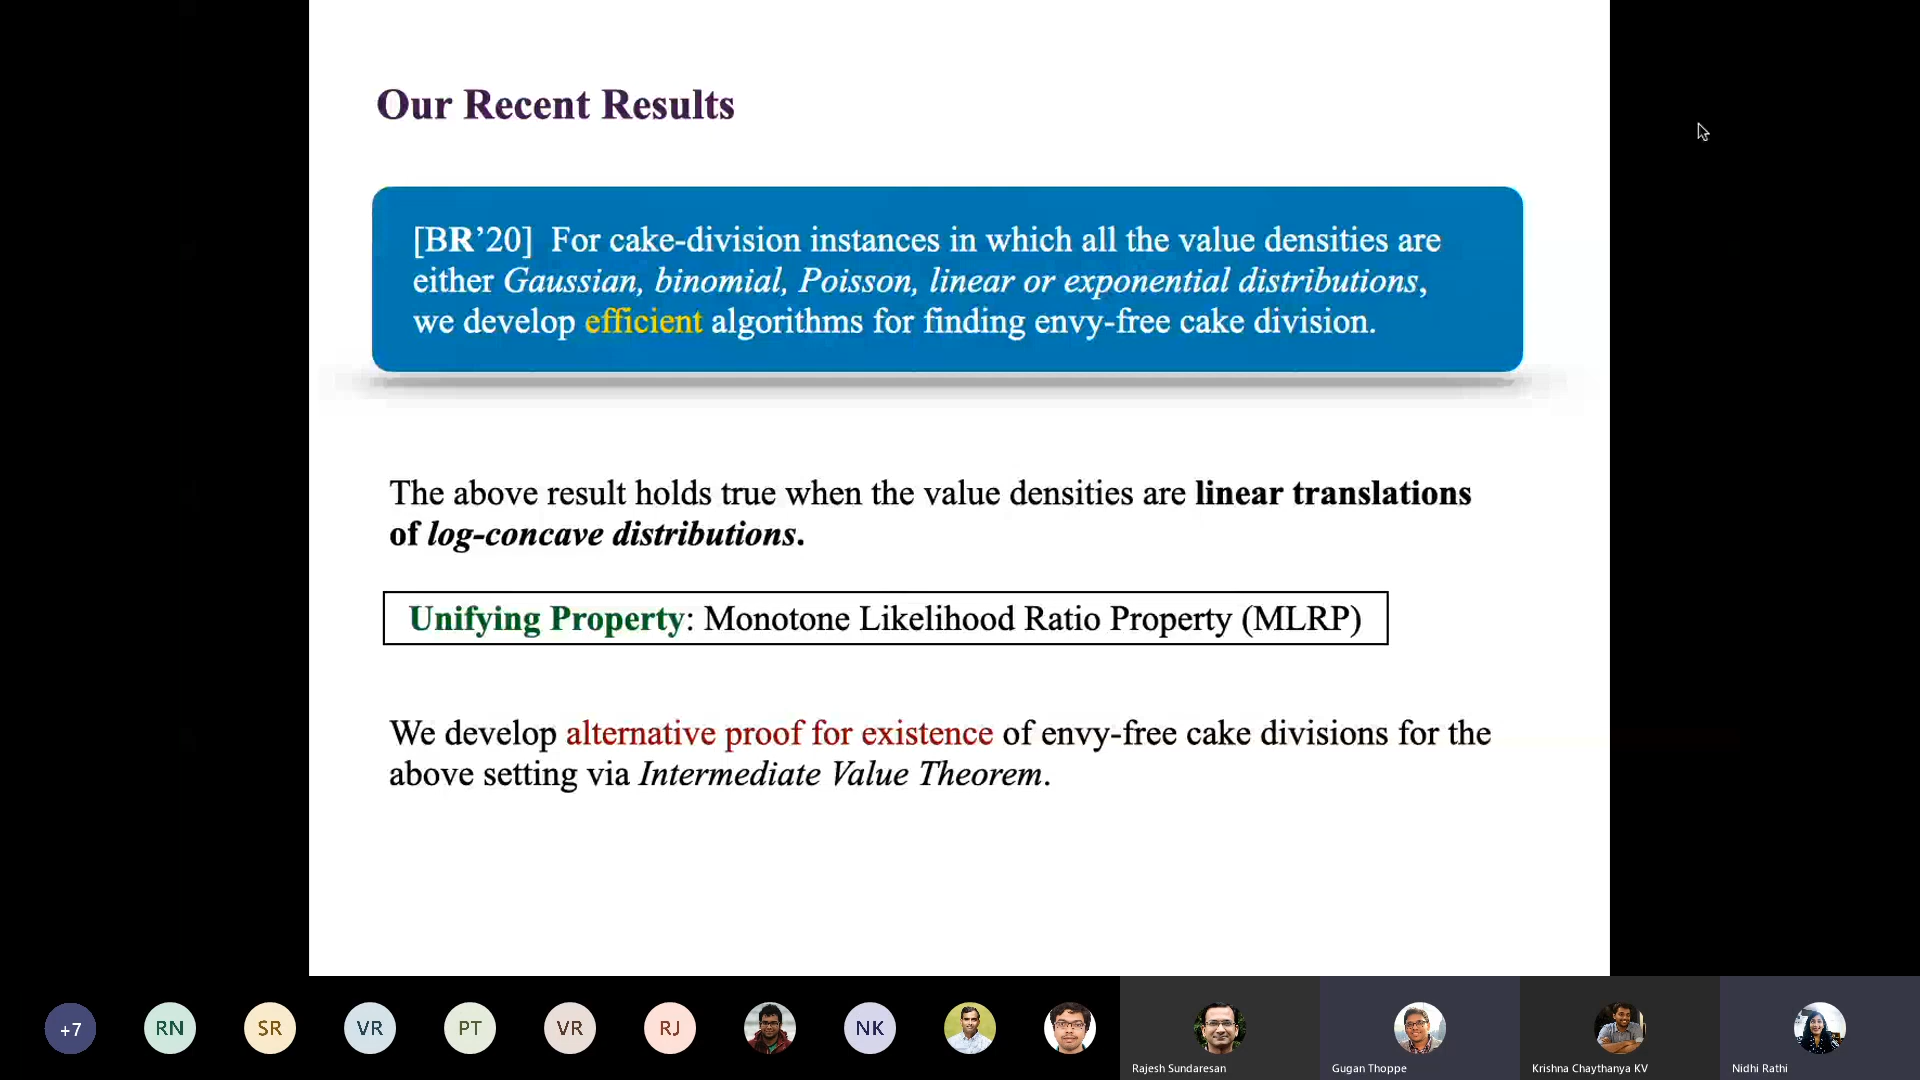 Our Recent Results
[BR’20] For cake-division instances in which all the value densities are
either Gaussian, binomial, Poisson, linear or exponential distributions,
we develop efficient algorithms for finding envy-free cake division.
The above result holds true when the value densities are linear translations
of log-concave distributions.
Unifying Property: Monotone Likelihood Ratio Property (MLRP)
We develop alternative proof for existence of envy-free cake divisions for the
above setting via Intermediate Value Theorem.
+7 RN SR VR PT VR RJ NK
Rajesh Sundaresan Gugan Thoppe Krishna Chaythanya KV Nidhi Rathi